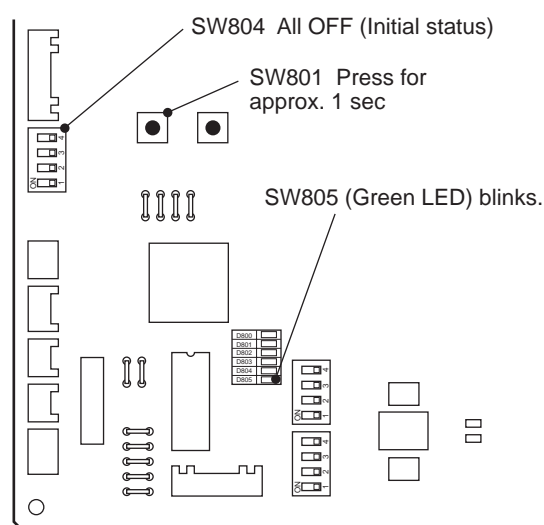 SW804 All OFF (Initial status)
SW801 Press for
approx. 1 sec
4
3
2
1
ON
SW805 (Green LED) blinks.
D800
D801
D802
D803
D804
D805
4
3
2
1
ON
4
3
2
1
ON